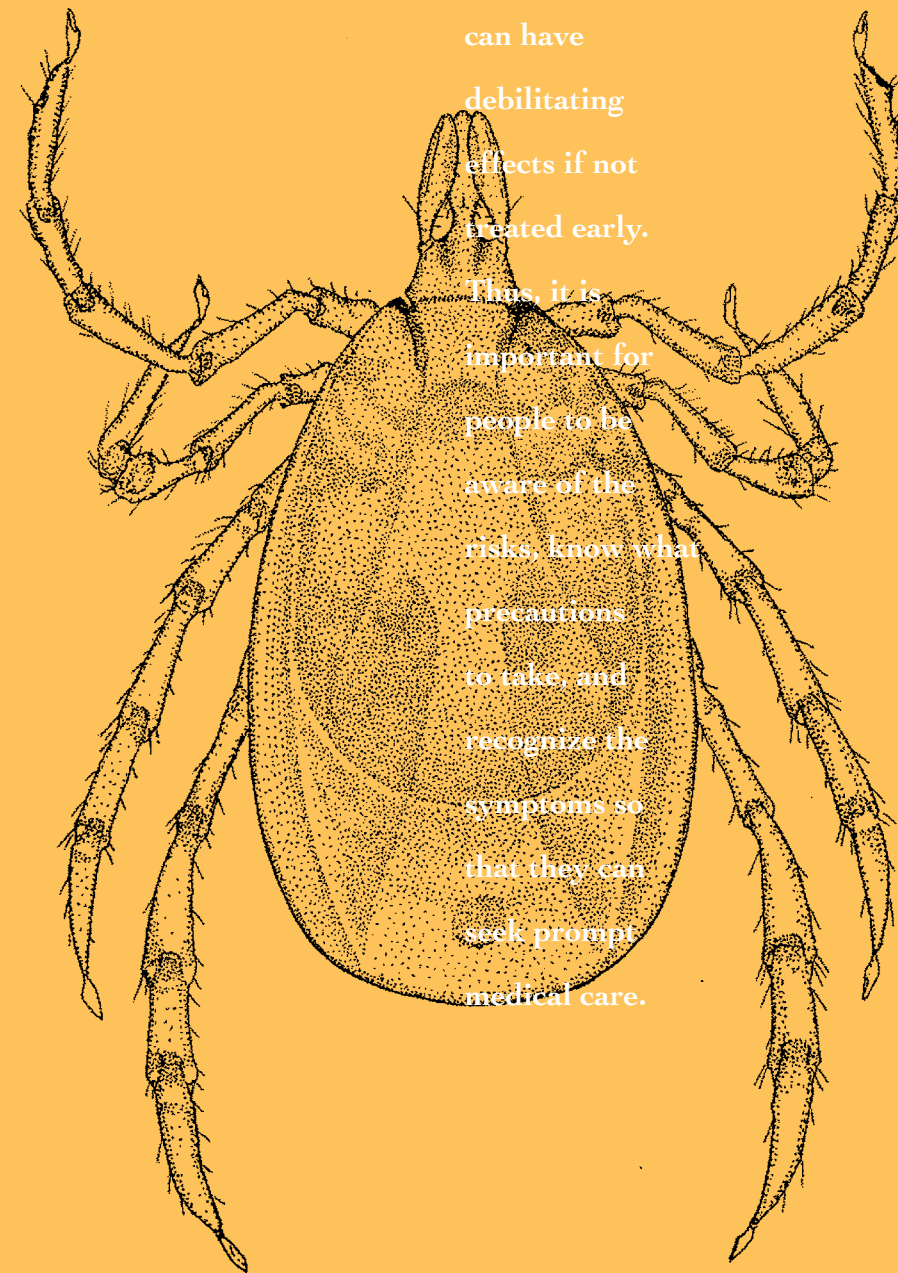 can have
debilitating
effects if not
treated early.
Thus, it is
important for
people to be
aware of the
risks, know what
precautions
to take, and
recognize the
symptoms so
that they can
seek prompt
medical care.